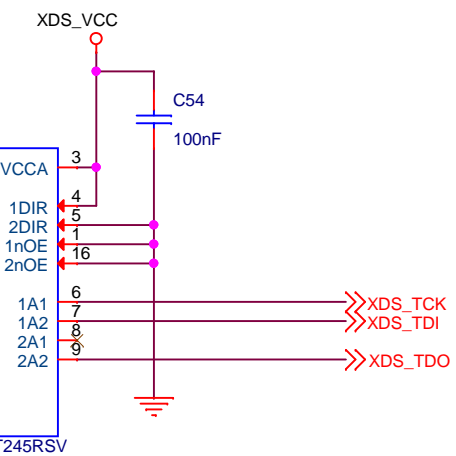 XDS_VCC
C54
100nF
VCCA 3
1DIR 4
2DIR 5
1nOE 1
2nOE 16
1A1 6 XDS_TCK
1A2 7 XDS_TDI
2A1 8
2A2 9 XDS_TDO
T245RSV